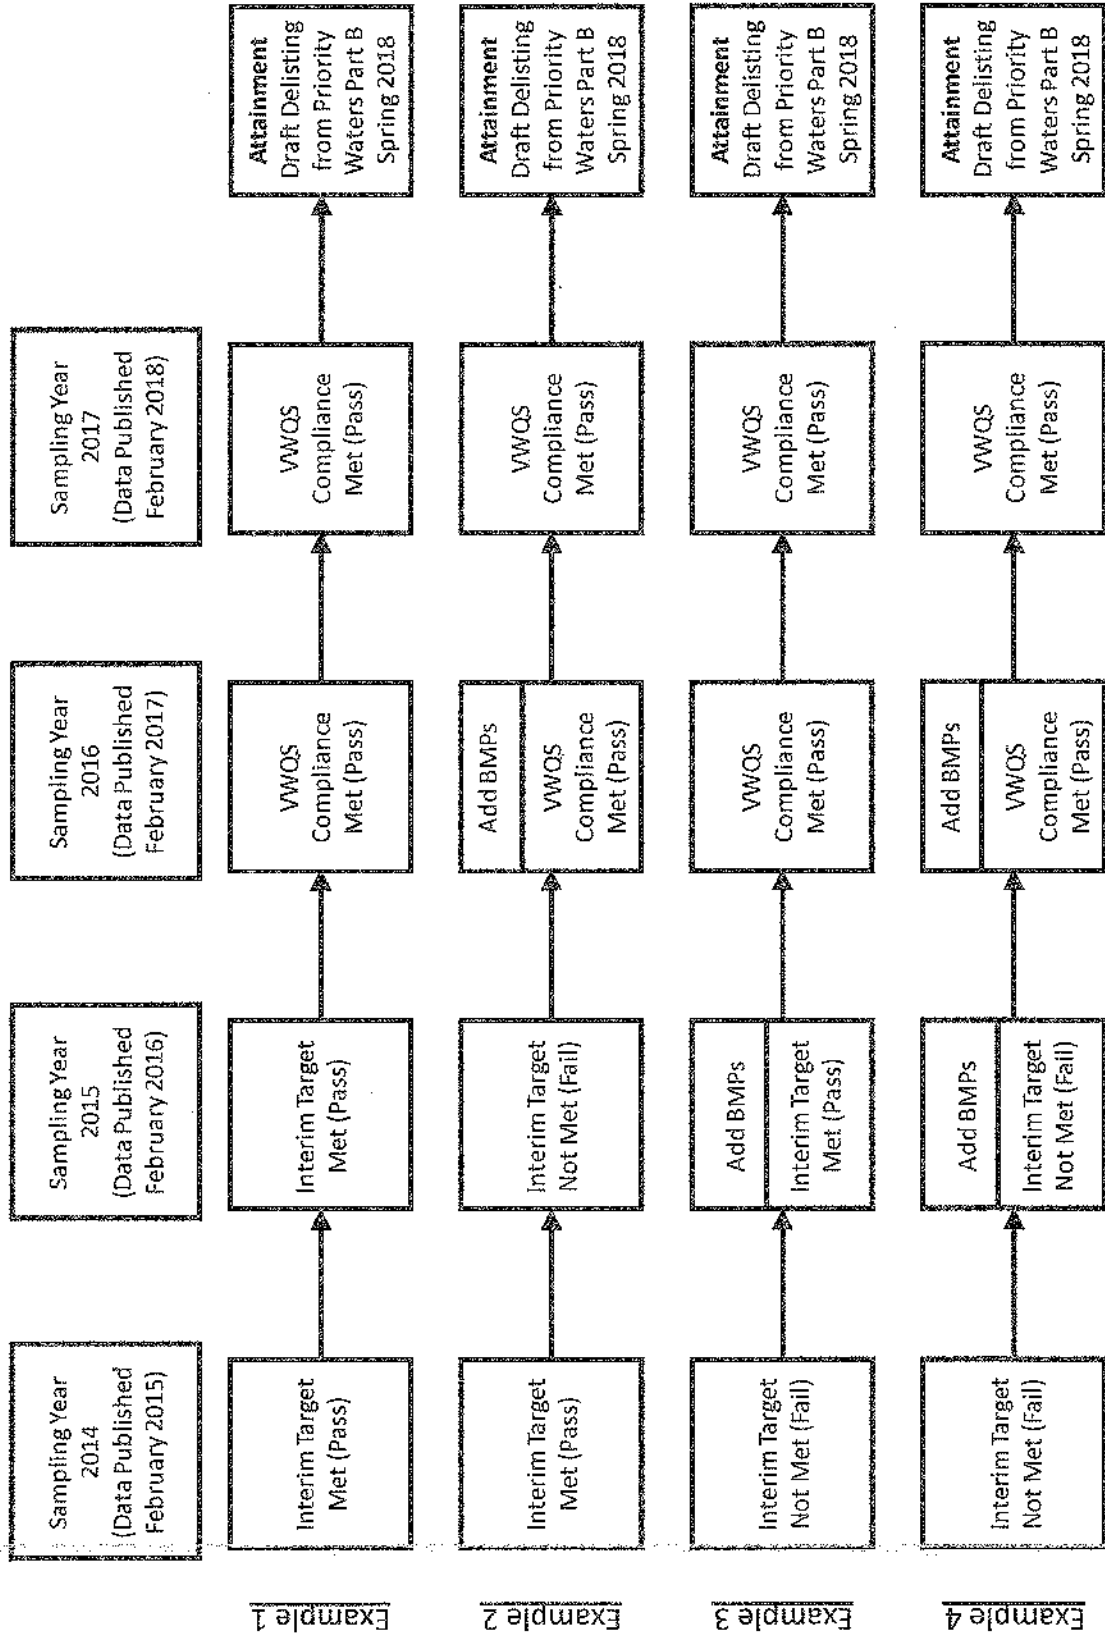 Sampling Year
2014
(Data Published
February 2015)
Sampling Year
2015
(Data Published
February 2016)
Sampling Year
2016
(Data Published
February 2017)
Sampling Year
2017
(Data Published
February 2018)
Example 1
Interim Target
Met (Pass)
Interim Target
Met (Pass)
VWQS
Compliance
Met (Pass)
VWQS
Compliance
Met (Pass)
Attainment
Draft Delisting
from Priority
Waters Part B
Spring 2018
Example 2
Interim Target
Met (Pass)
Interim Target
Not Met (Fail)
Add BMPs
VWQS
Compliance
Met (Pass)
VWQS
Compliance
Met (Pass)
Attainment
Draft Delisting
from Priority
Waters Part B
Spring 2018
Example 3
Interim Target
Not Met (Fail)
Add BMPs
Interim Target
Met (Pass)
VWQS
Compliance
Met (Pass)
VWQS
Compliance
Met (Pass)
Attainment
Draft Delisting
from Priority
Waters Part B
Spring 2018
Example 4
Interim Target
Not Met (Fail)
Add BMPs
Interim Target
Not Met (Fail)
Add BMPs
VWQS
Compliance
Met (Pass)
VWQS
Compliance
Met (Pass)
Attainment
Draft Delisting
from Priority
Waters Part B
Spring 2018